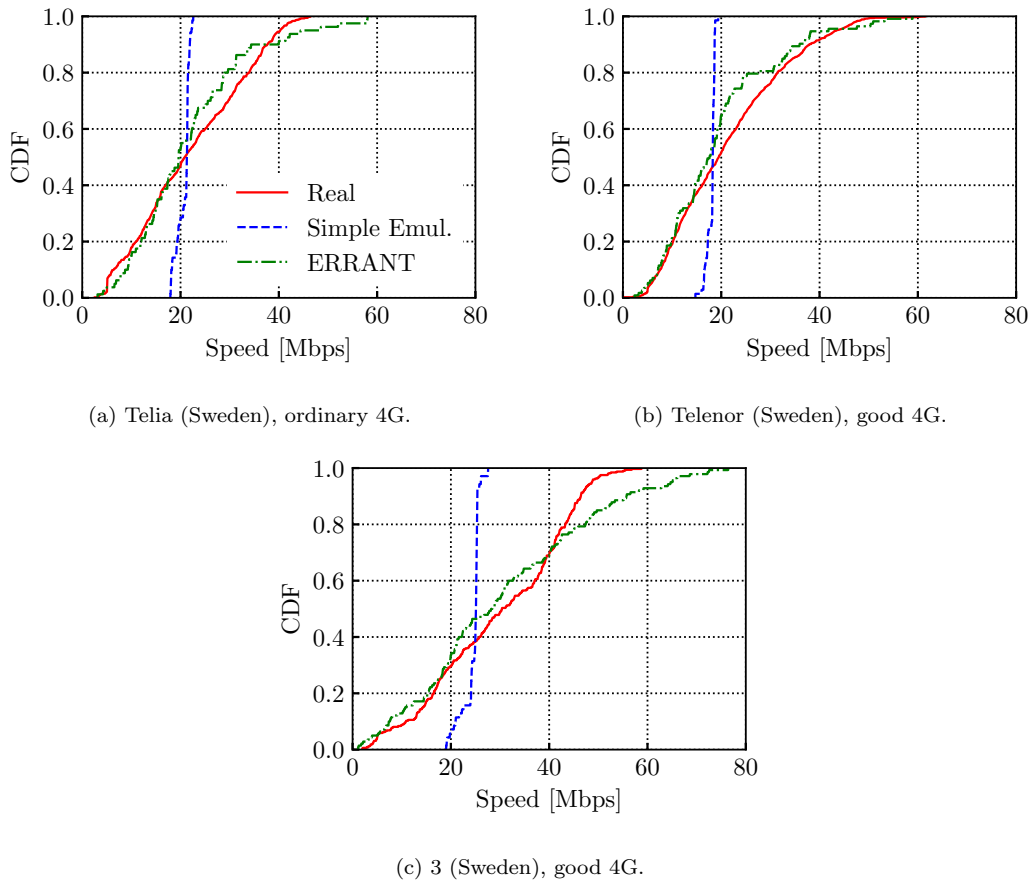 1.0
0.8
0.6
0.4
0.2
0.0
CDF
0
20
40
60
80
Speed [Mbps]
Real
Simple Emul.
ERRANT
(a) Telia (Sweden), ordinary 4G.
1.0
0.8
0.6
0.4
0.2
0.0
CDF
0
20
40
60
80
Speed [Mbps]
(b) Telenor (Sweden), good 4G.
1.0
0.8
0.6
0.4
0.2
0.0
CDF
0
20
40
60
80
Speed [Mbps]
(c) 3 (Sweden), good 4G.